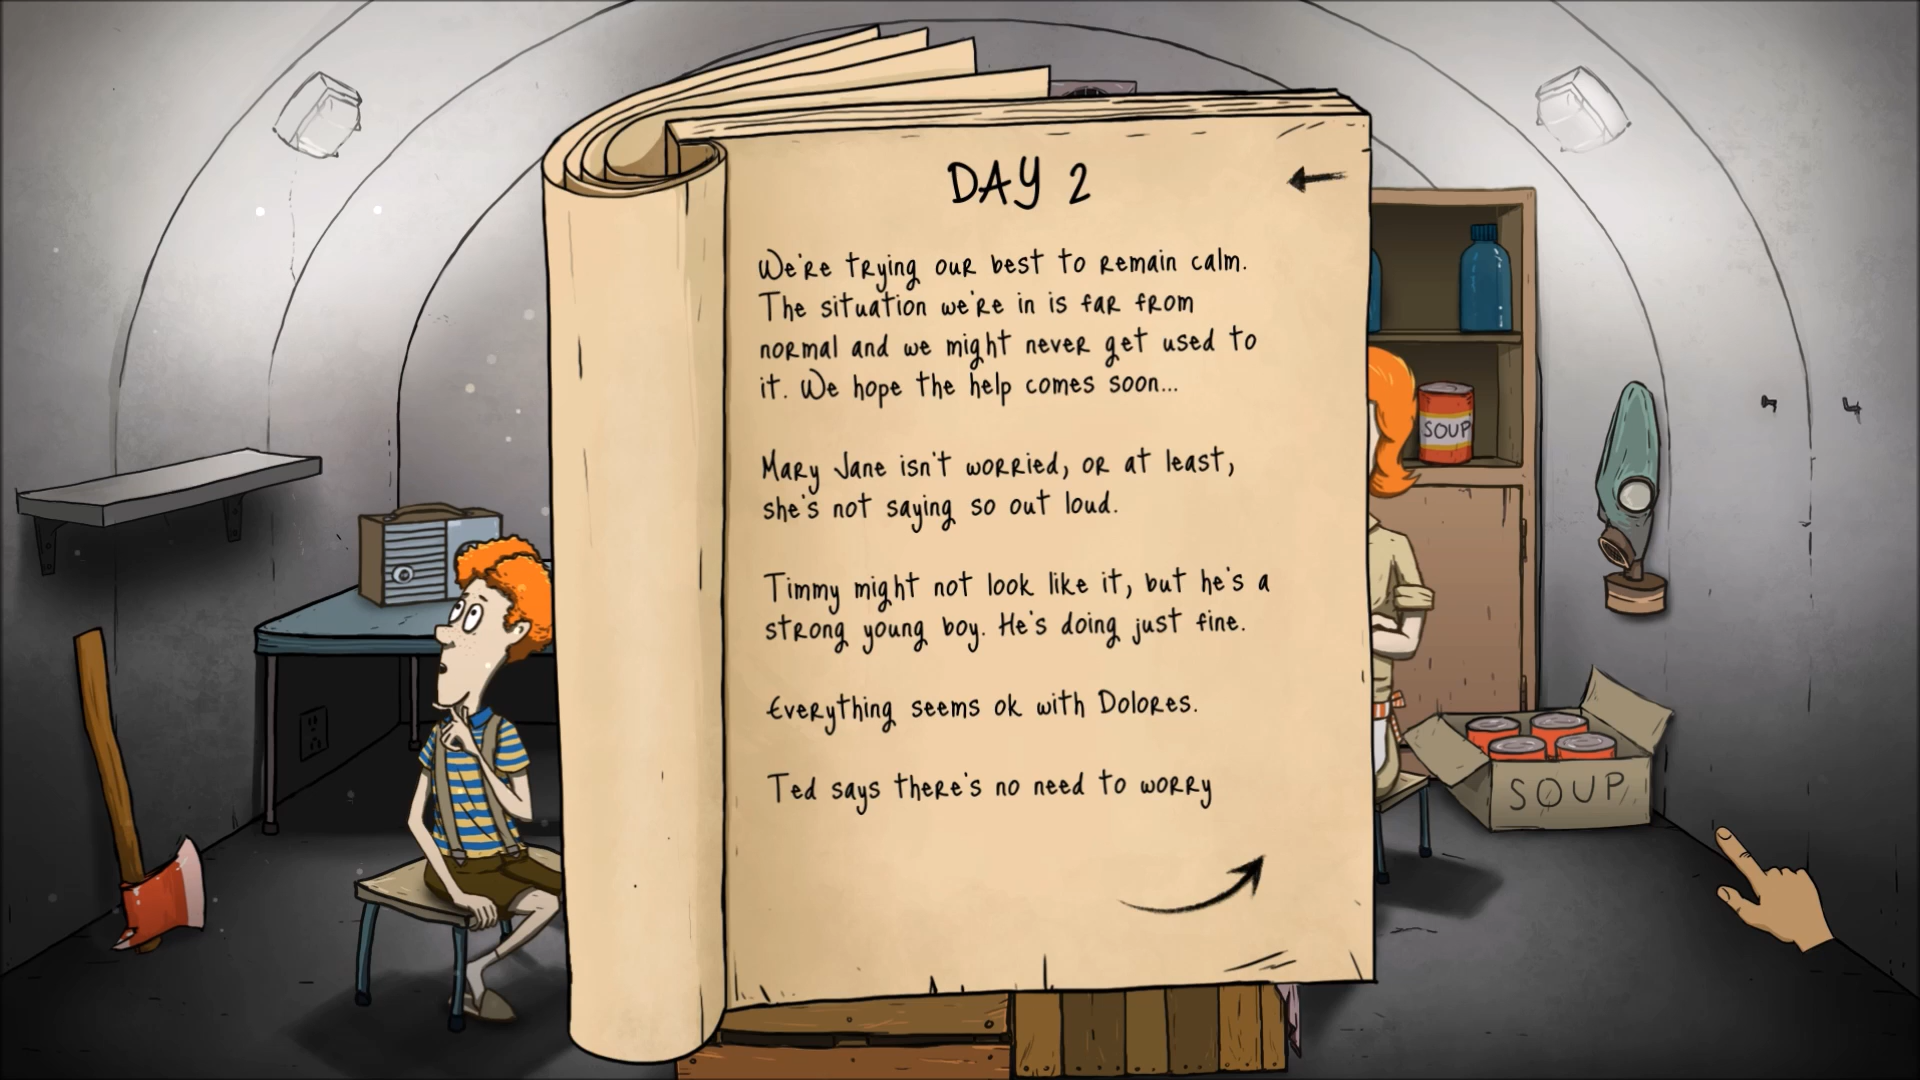 DAY 2
We're trying our best to remain calm.
The situation we're in is far from
normal and we might never get used to
it. We hope the help comes soon...
Mary Jane isn't worried, or at least,
she's not saying so out loud.
Timmy might not look like it, but he's a
strong young boy. He's doing just fine.
Everything seems ok with Dolores.
Ted says there's no need to worry
SOUP
SOUP